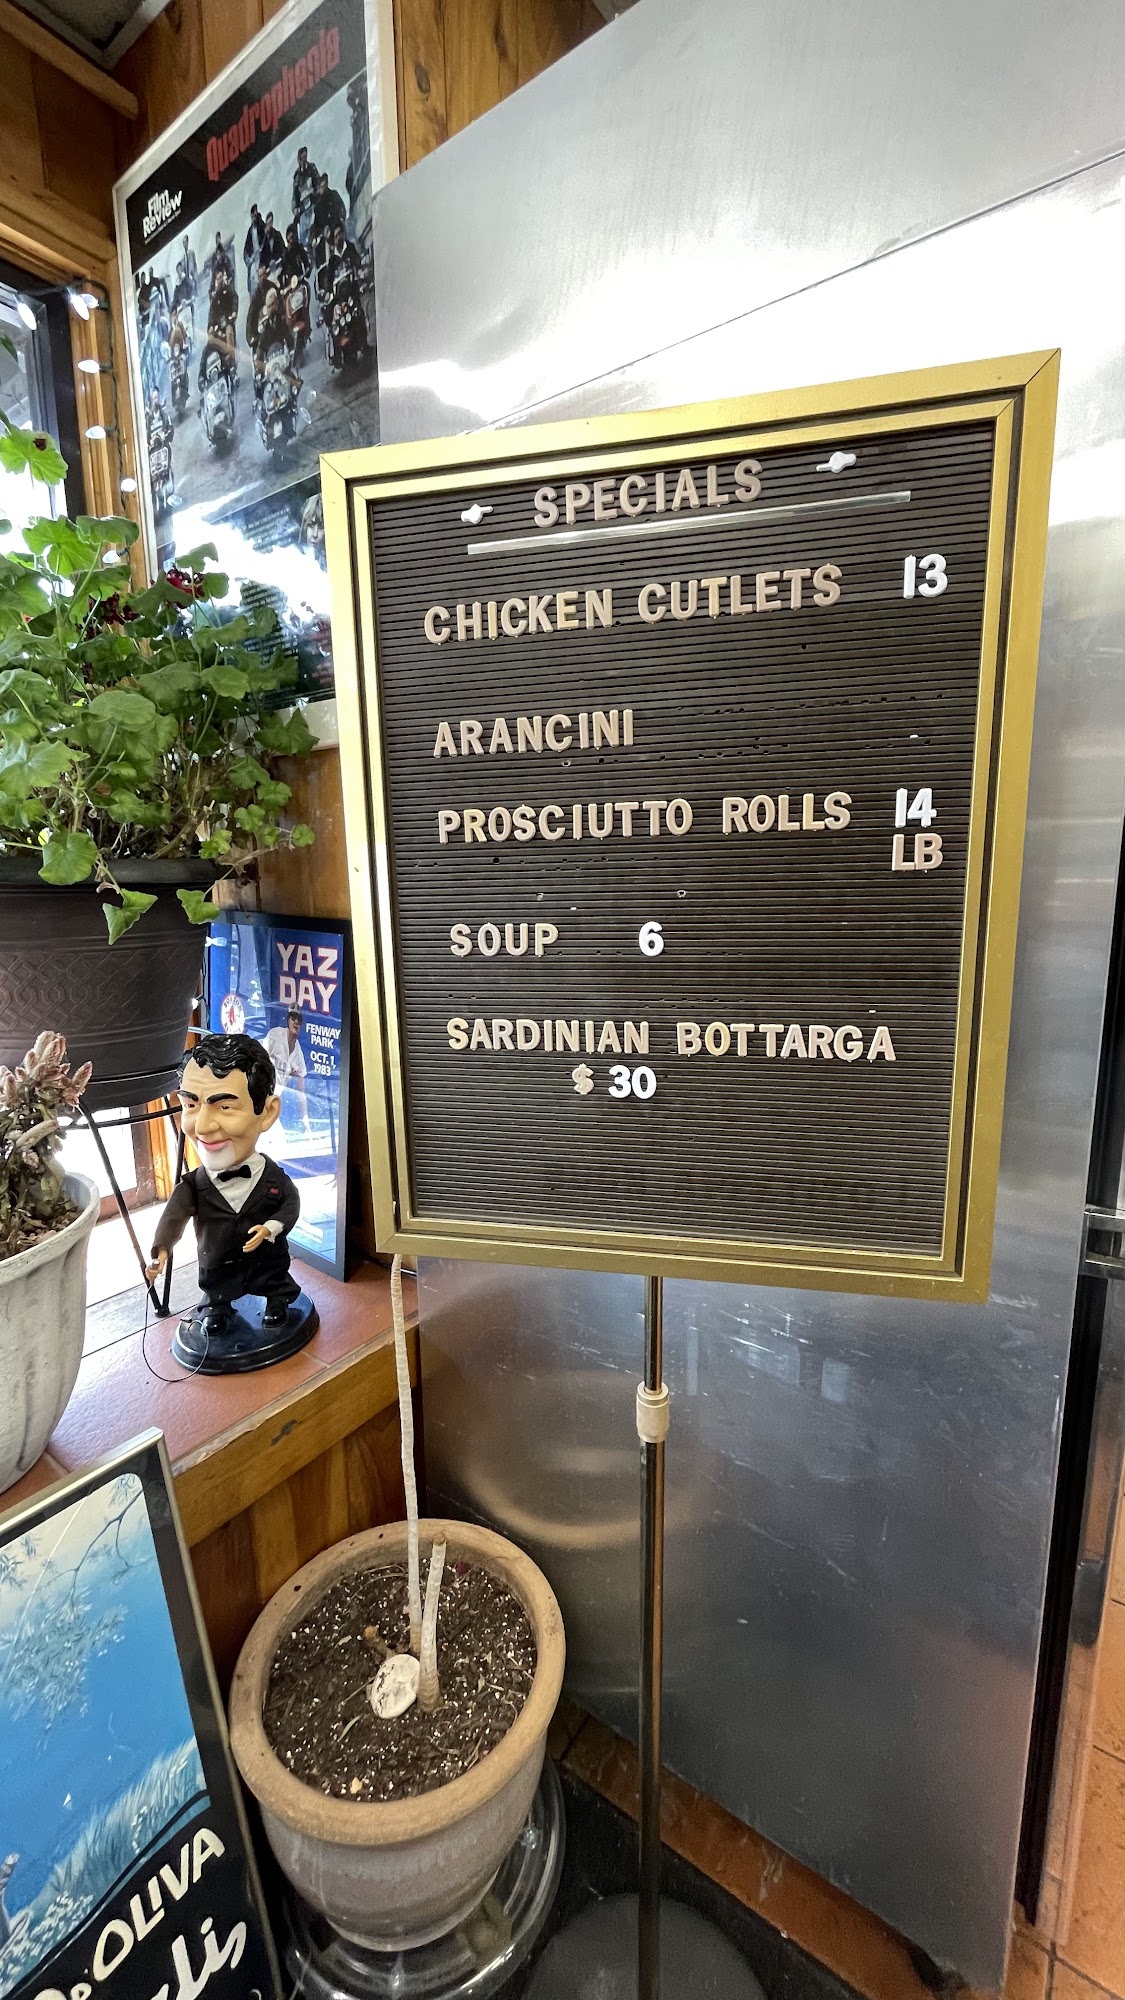 Quadrophenia
Film
Review
SPECIALS
CHICKEN CUTLETS 13
ARANCINI
PROSCIUTTO ROLLS 14
LB
SOUP 6
SARDINIAN BOTTARGA
$ 30
YAZ
DAY
FENWAY
PARK
OCT. 1,
1983
OLIVA